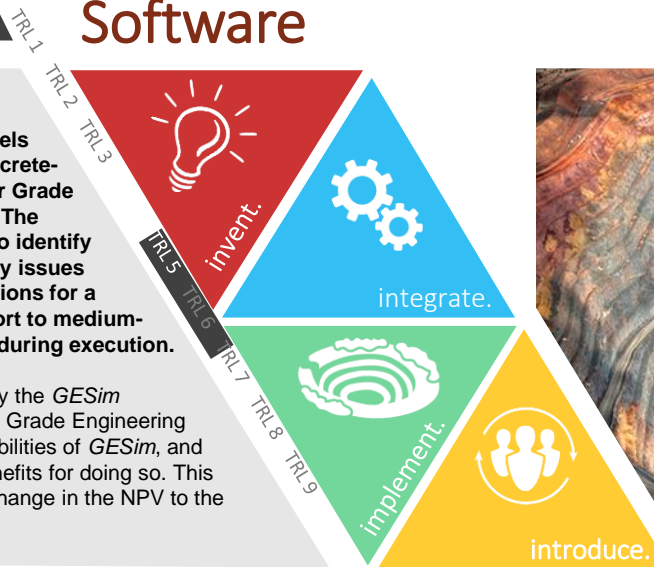 Software
TRL 1
TRL 2
TRL 3
TRL 5
TRL 6
TRL 7
TRL 8
TRL 9
invent.
integrate.
implement.
introduce.
els
crete-
r Grade
The
o identify
y issues
ions for a
ort to medium-
during execution.
y the GESim
Grade Engineering
bilities of GESim, and
nefits for doing so. This
hange in the NPV to the